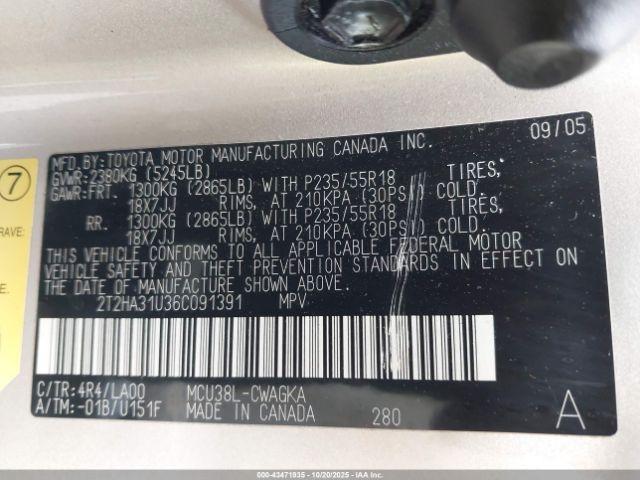 09/05
MFD.BY:TOYOTA MOTOR MANUFACTURING CANADA INC.
GVWR:2380KG (5245LB)
GAWR:FRT. 1300KG (2865LB) WITH P235/55R18 TIRES,
18X7JJ RIMS, AT 210KPA (30PSI) COLD.
RR. 1300KG (2865LB) WITH P235/55R18 TIRES,
18X7JJ RIMS, AT 210KPA (30PSI) COLD.
THIS VEHICLE CONFORMS TO ALL APPLICABLE FEDERAL MOTOR
VEHICLE SAFETY AND THEFT PREVENTION STANDARDS IN EFFECT ON
THE DATE OF MANUFACTURE SHOWN ABOVE.
2T2HA31U36C091391 MPV
C/TR:4R4/LA00 MCU38L-CWAGKA
A/TM:-01B/U151F MADE IN CANADA 280 A
7
RAVE:
E.
000-43471935 - 10/20/2025 - IAAI.com